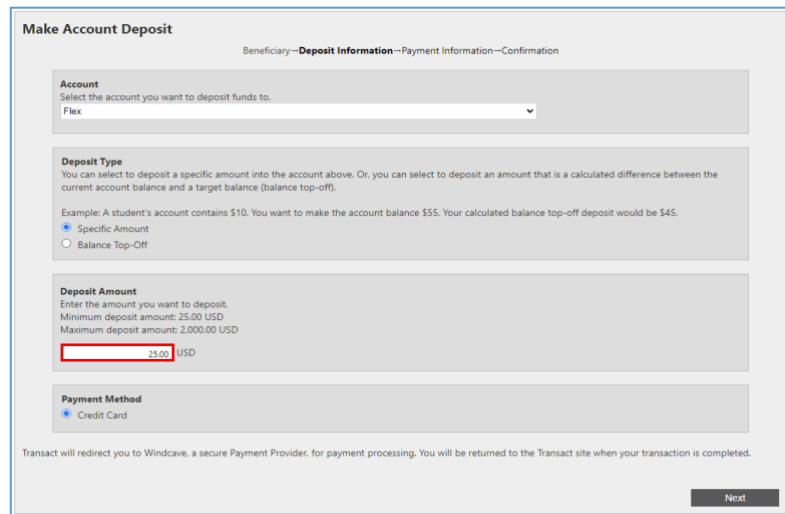 Make Account Deposit
Beneficiary→Deposit Information→Payment Information→Confirmation
Account
Select the account you want to deposit funds to.
Flex
Deposit Type
You can select to deposit a specific amount into the account above. Or, you can select to deposit an amount that is a calculated difference between the
current account balance and a target balance (balance top-off).
Example: A student's account contains $10. You want to make the account balance $55. Your calculated balance top-off deposit would be $45.
Specific Amount
Balance Top-Off
Deposit Amount
Enter the amount you want to deposit.
Minimum deposit amount: 25.00 USD
Maximum deposit amount: 2,000.00 USD
25.00 USD
Payment Method
Credit Card
Transact will redirect you to Windcave, a secure Payment Provider, for payment processing. You will be returned to the Transact site when your transaction is completed.
Next